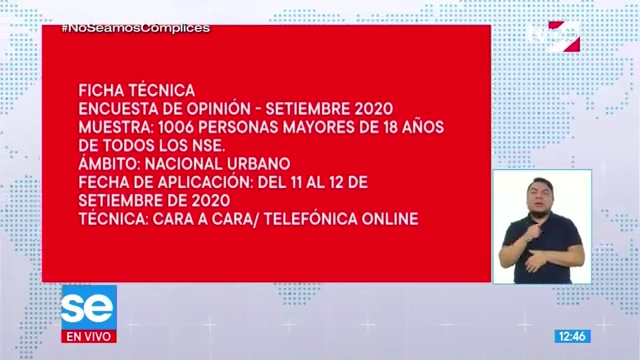 #NoSeamosCómplices
FICHA TÉCNICA
ENCUESTA DE OPINIÓN - SETIEMBRE 2020
MUESTRA: 1006 PERSONAS MAYORES DE 18 AÑOS
DE TODOS LOS NSE.
ÁMBITO: NACIONAL URBANO
FECHA DE APLICACIÓN: DEL 11 AL 12 DE
SETIEMBRE DE 2020
TÉCNICA: CARA A CARA/ TELEFÓNICA ONLINE
se
EN VIVO
12:46